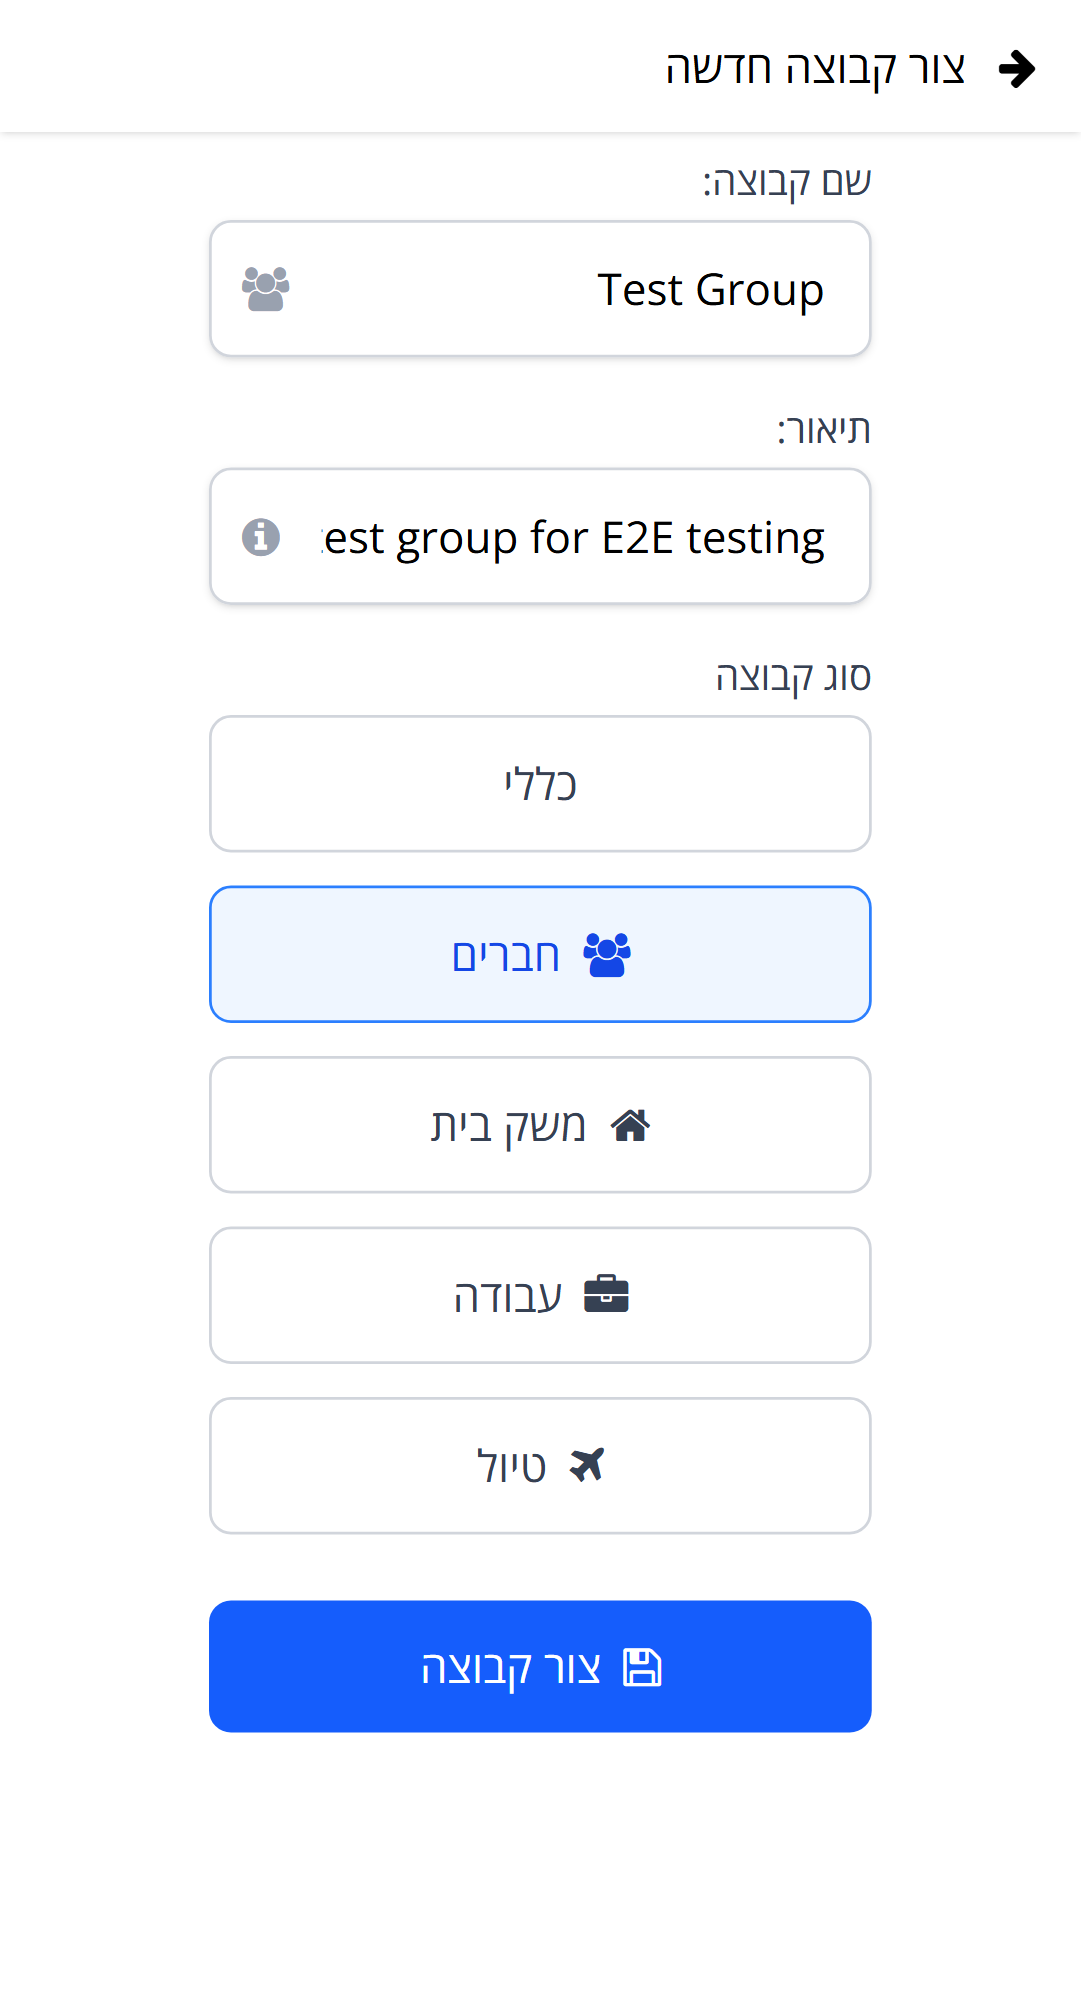 צור קבוצה חדשה
שם קבוצה:
Test Group
תיאור:
est group for E2E testing
סוג קבוצה
כללי
חברים
משק בית
עבודה
טיול
צור קבוצה